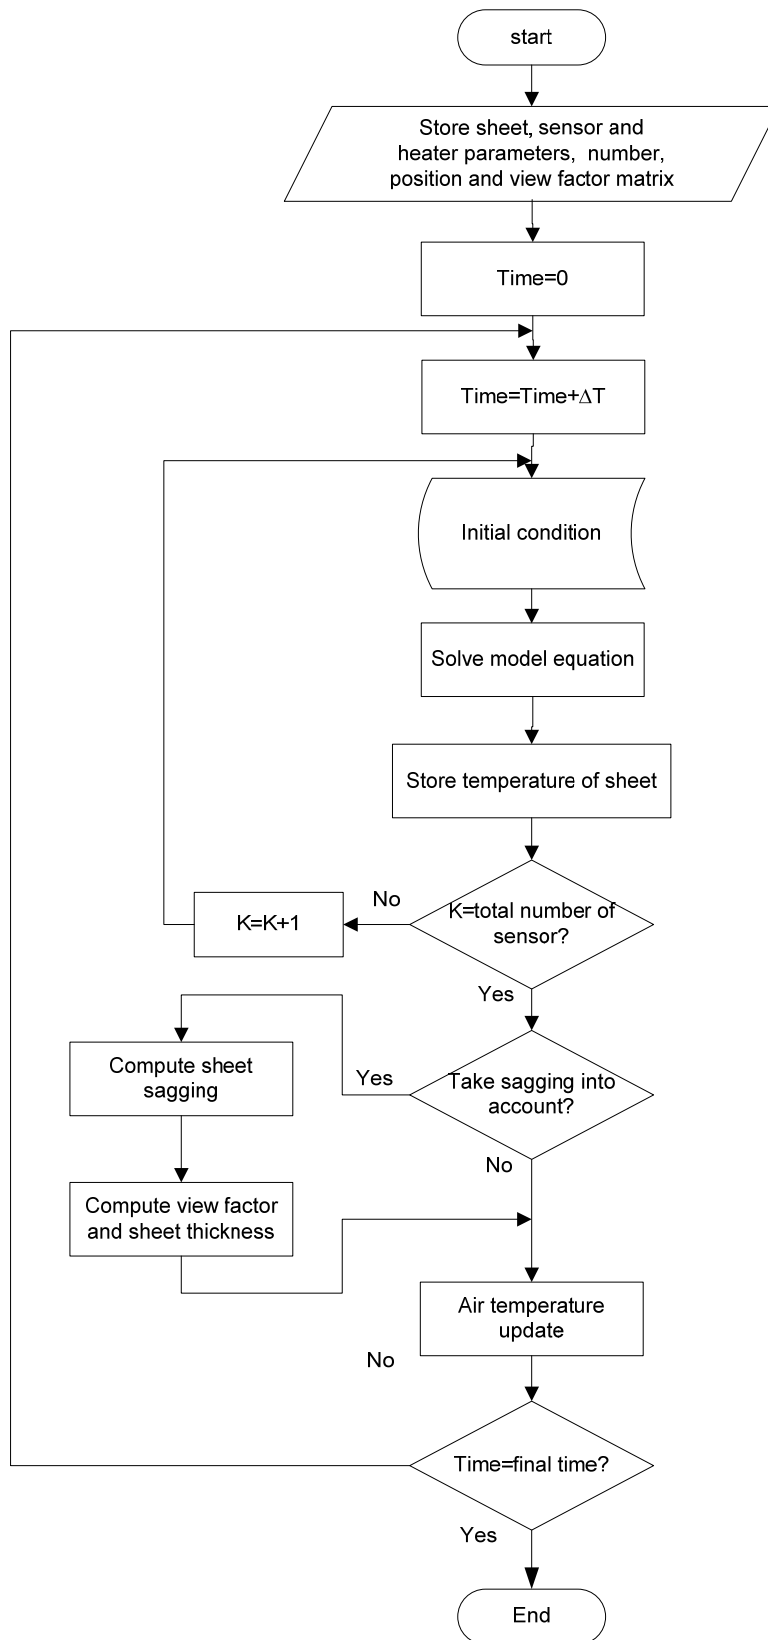 start
Store sheet, sensor and
heater parameters,  number,
position and view factor matrix
Time=0
Time=Time+ΔT
Initial condition
Solve model equation
Store temperature of sheet
No
K=K+1
K=total number of
sensor?
Yes
Compute sheet
sagging
Yes
Take sagging into
account?
No
Compute view factor
and sheet thickness
Air temperature
update
No
Time=final time?
Yes
End